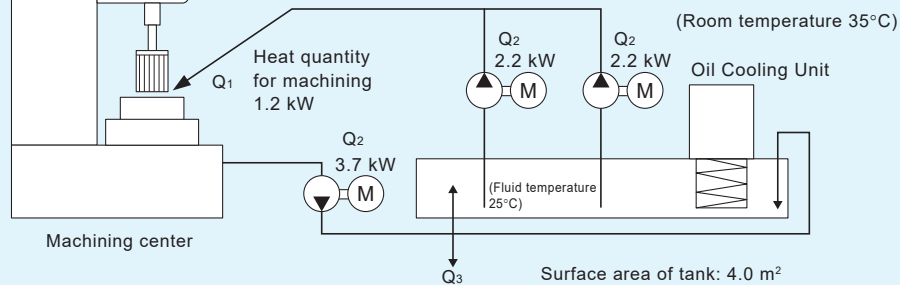 (Room temperature 35°C)
Q2
2.2 kW
M
Q2
2.2 kW
M
Oil Cooling Unit
Q1
Heat quantity
for machining
1.2 kW
Q2
3.7 kW
M
(Fluid temperature
25°C)
Machining center
Q3
Surface area of tank: 4.0 m²